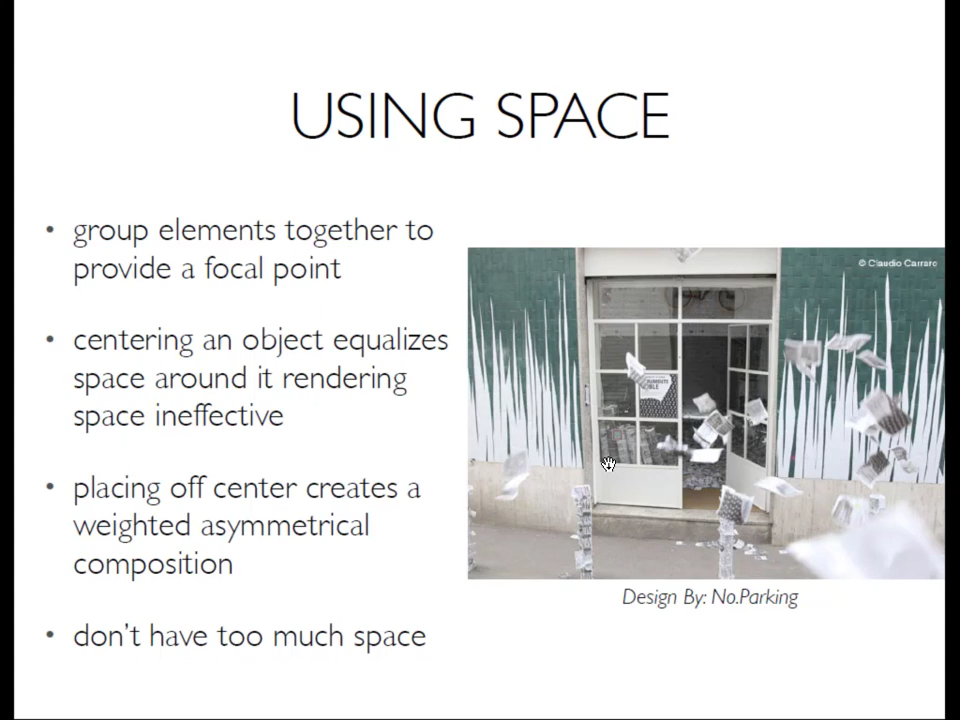 USING SPACE
• group elements together to
provide a focal point
• centering an object equalizes
space around it rendering
space ineffective
• placing off center creates a
weighted asymmetrical
composition
• don't have too much space
© Claudio Carraro
Design By: No.Parking